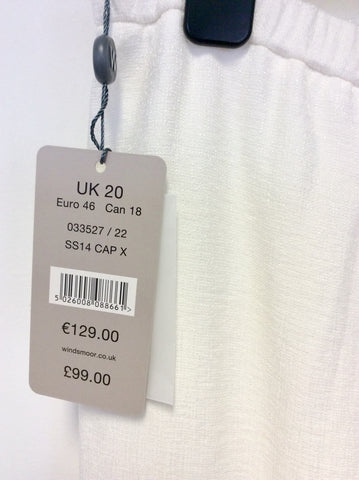 UK 20
Euro 46 Can 18
033527 / 22
SS14 CAP X
5 026008 088661 >
€129.00
windsmoor.co.uk
£99.00